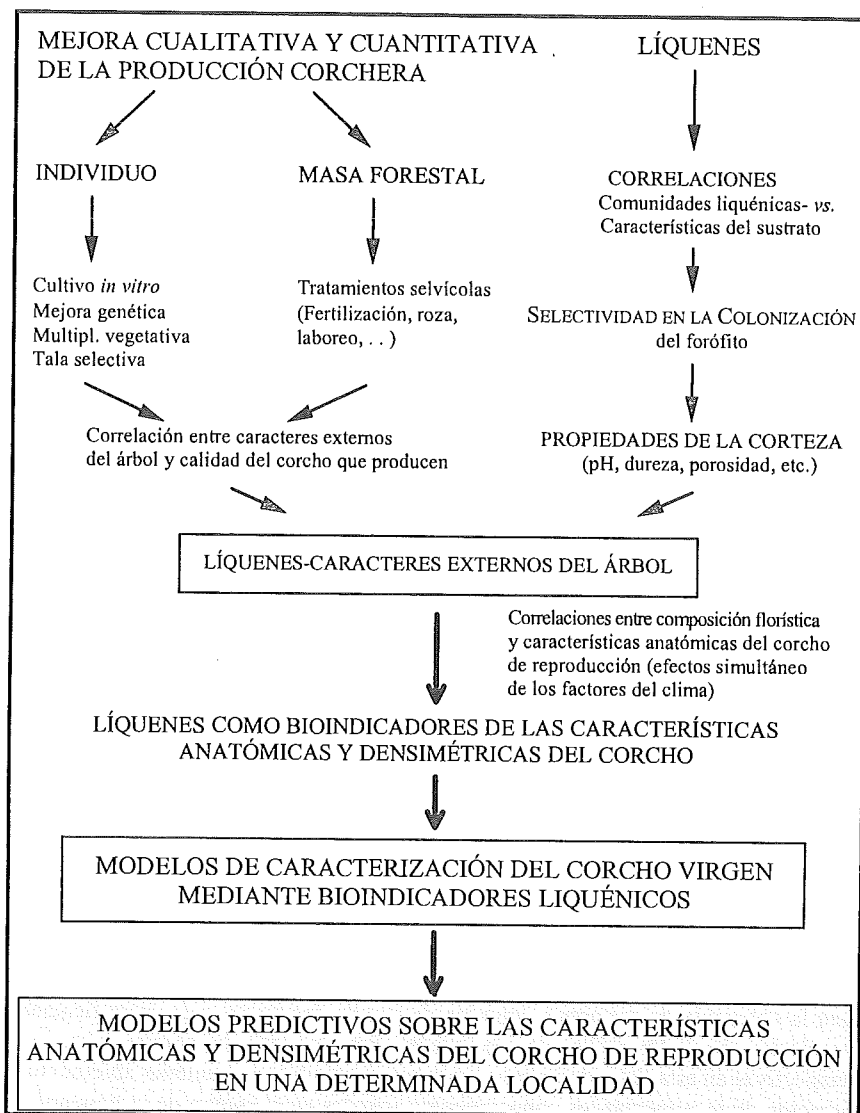 MEJORA CUALITATIVA Y CUANTITATIVA
DE LA PRODUCCIÓN CORCHERA
LÍQUENES
INDIVIDUO
MASA FORESTAL
CORRELACIONES
Comunidades liquénicas- vs.
Características del sustrato
Cultivo in vitro
Mejora genética
Multipl. vegetativa
Tala selectiva
Tratamientos selvícolas
(Fertilización, roza,
laboreo, . . )
SELECTIVIDAD EN LA COLONIZACIÓN
del forófito
Correlación entre caracteres externos
del árbol y calidad del corcho que producen
PROPIEDADES DE LA CORTEZA
(pH, dureza, porosidad, etc.)
LÍQUENES-CARACTERES EXTERNOS DEL ÁRBOL
Correlaciones entre composición florística
y características anatómicas del corcho
de reproducción (efectos simultáneo
de los factores del clima)
LÍQUENES COMO BIOINDICADORES DE LAS CARACTERÍSTICAS
ANATÓMICAS Y DENSIMÉTRICAS DEL CORCHO
MODELOS DE CARACTERIZACIÓN DEL CORCHO VIRGEN
MEDIANTE BIOINDICADORES LIQUÉNICOS
MODELOS PREDICTIVOS SOBRE LAS CARACTERÍSTICAS
ANATÓMICAS Y DENSIMÉTRICAS DEL CORCHO DE REPRODUCCIÓN
EN UNA DETERMINADA LOCALIDAD